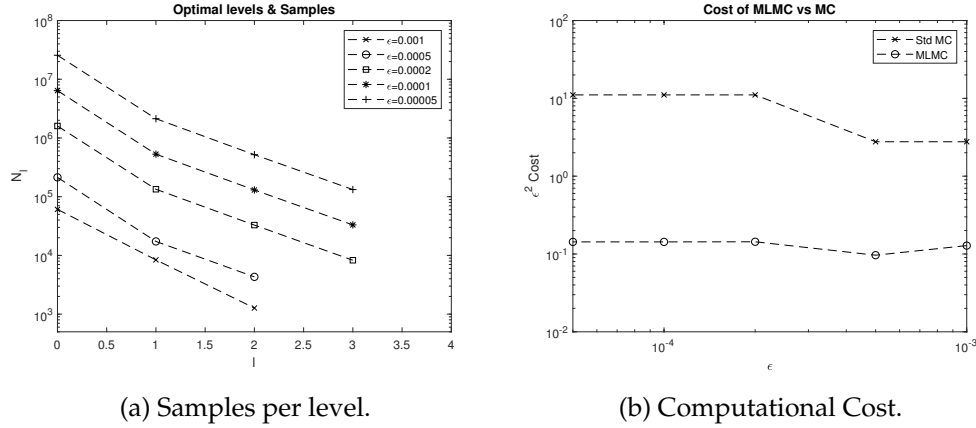 Optimal levels & Samples
10^8
10^7
10^6
10^5
10^4
10^3
N_l
0 0.5 1 1.5 2 2.5 3 3.5 4
l
ϵ=0.001
ϵ=0.0005
ϵ=0.0002
ϵ=0.0001
ϵ=0.00005
(a) Samples per level.
Cost of MLMC vs MC
10^2
10^1
10^0
10^-1
10^-2
ϵ^2 Cost
10^-4 10^-3
ϵ
Std MC
MLMC
(b) Computational Cost.